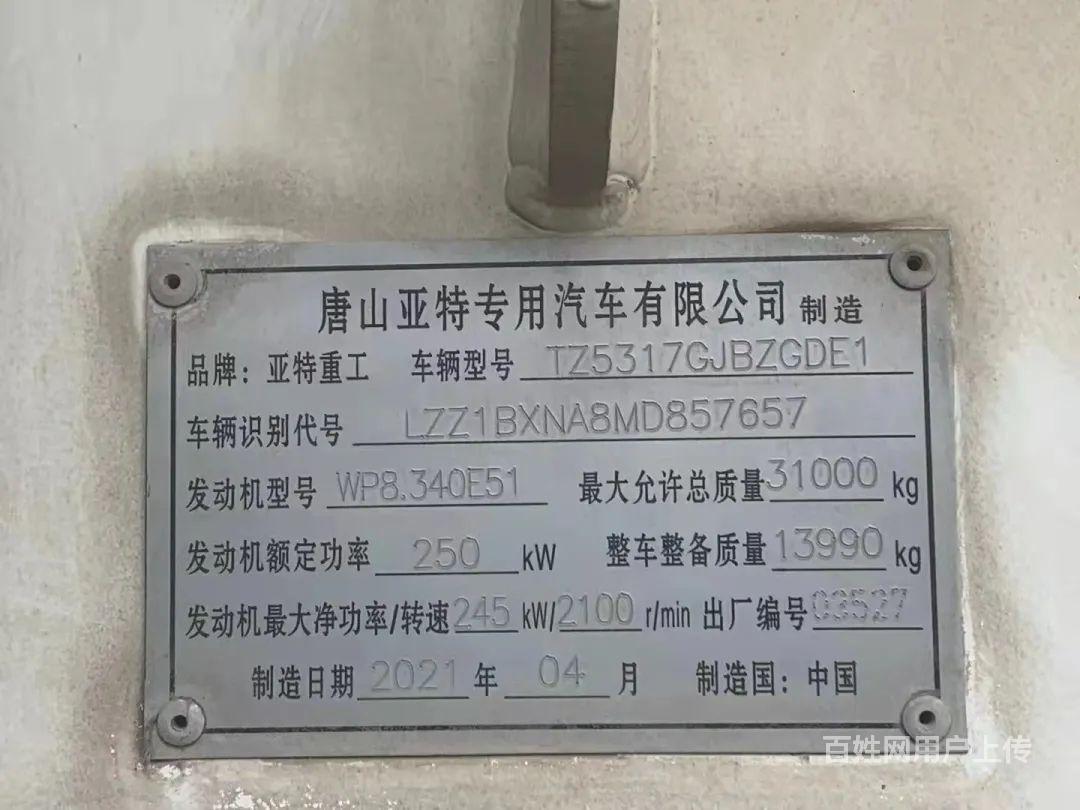 唐山亚特专用汽车有限公司 制造
品牌：亚特重工 车辆型号 TZ5317GJBZGDE1
车辆识别代号 LZZ1BXNA8MD857657
发动机型号 WP8.340E51 最大允许总质量 31000 kg
发动机额定功率 250 kW 整车整备质量 13990 kg
发动机最大净功率/转速 245 kW/2100 r/min 出厂编号 03527
制造日期 2021 年 04 月 制造国：中国
百姓网用户上传